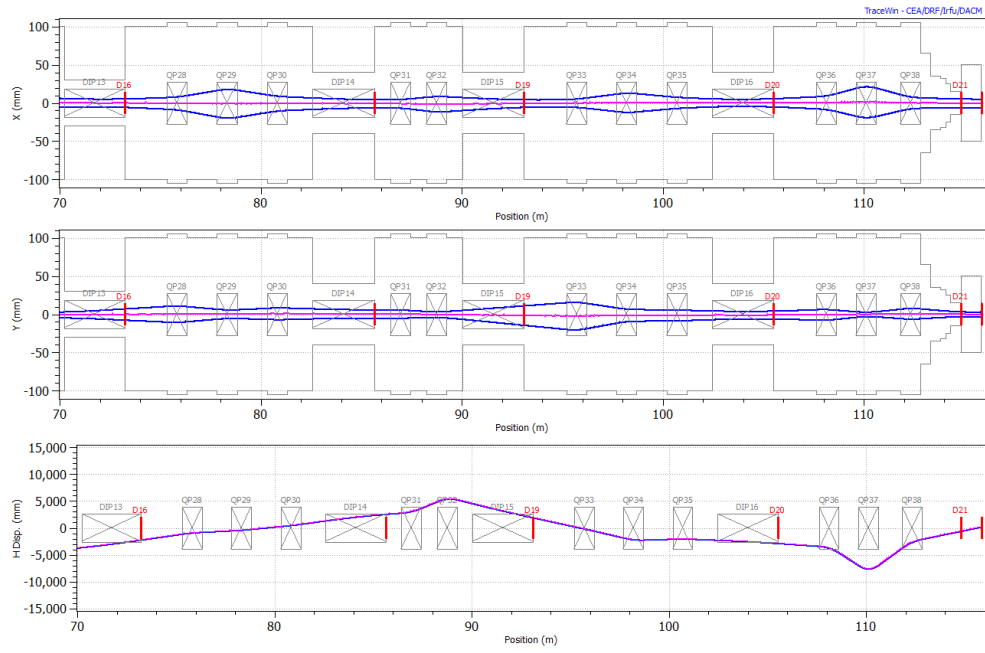 TraceWin - CEA/DRF/Irfu/DACM
X (mm)
100
50
0
-50
-100
DIP13 D16 QP28 QP29 QP30 DIP14 QP31 QP32 DIP15 D19 QP33 QP34 QP35 DIP16 D20 QP36 QP37 QP38 D21
70 80 90 100 110
Position (m)
Y (mm)
100
50
0
-50
-100
DIP13 D16 QP28 QP29 QP30 DIP14 QP31 QP32 DIP15 D19 QP33 QP34 QP35 DIP16 D20 QP36 QP37 QP38 D21
70 80 90 100 110
Position (m)
H Disp. (mm)
15,000
10,000
5,000
0
-5,000
-10,000
-15,000
DIP13 D16 QP28 QP29 QP30 DIP14 QP31 QP32 DIP15 D19 QP33 QP34 QP35 DIP16 D20 QP36 QP37 QP38 D21
70 80 90 100 110
Position (m)